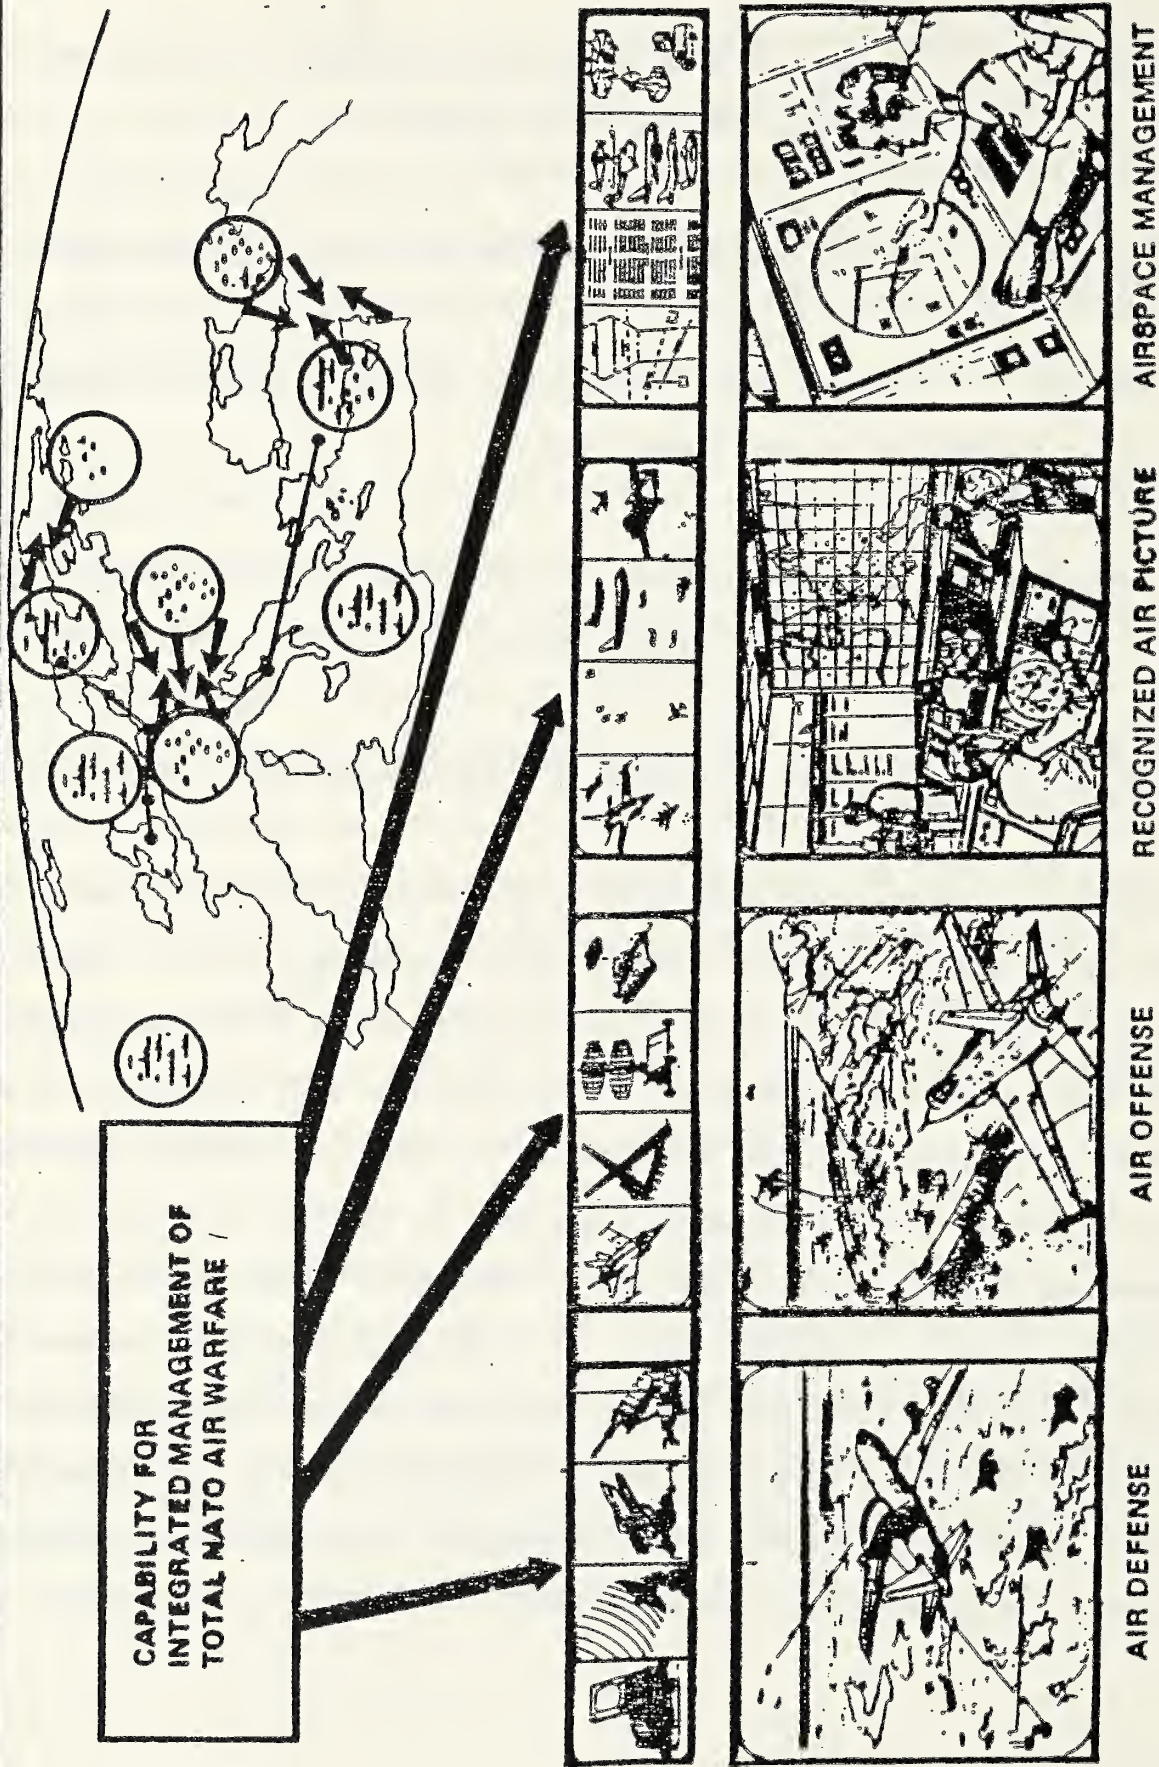 CAPABILITY FOR
INTEGRATED MANAGEMENT OF
TOTAL NATO AIR WARFARE
AIR DEFENSE
AIR OFFENSE
RECOGNIZED AIR PICTURE
AIRSPACE MANAGEMENT